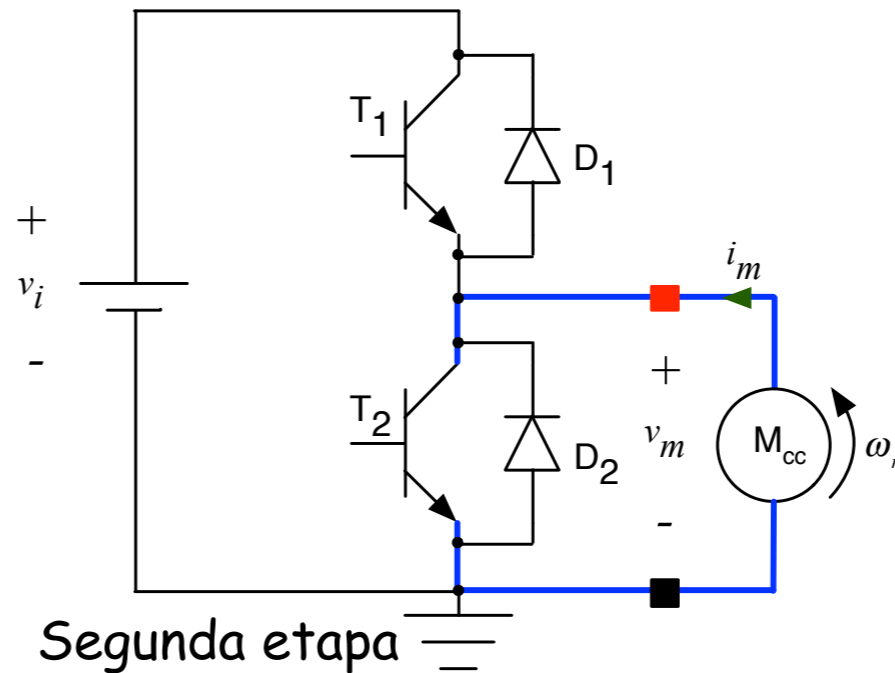 T1
D1
+
vi
-
im
+
vm
-
T2
D2
Mcc
Segunda etapa